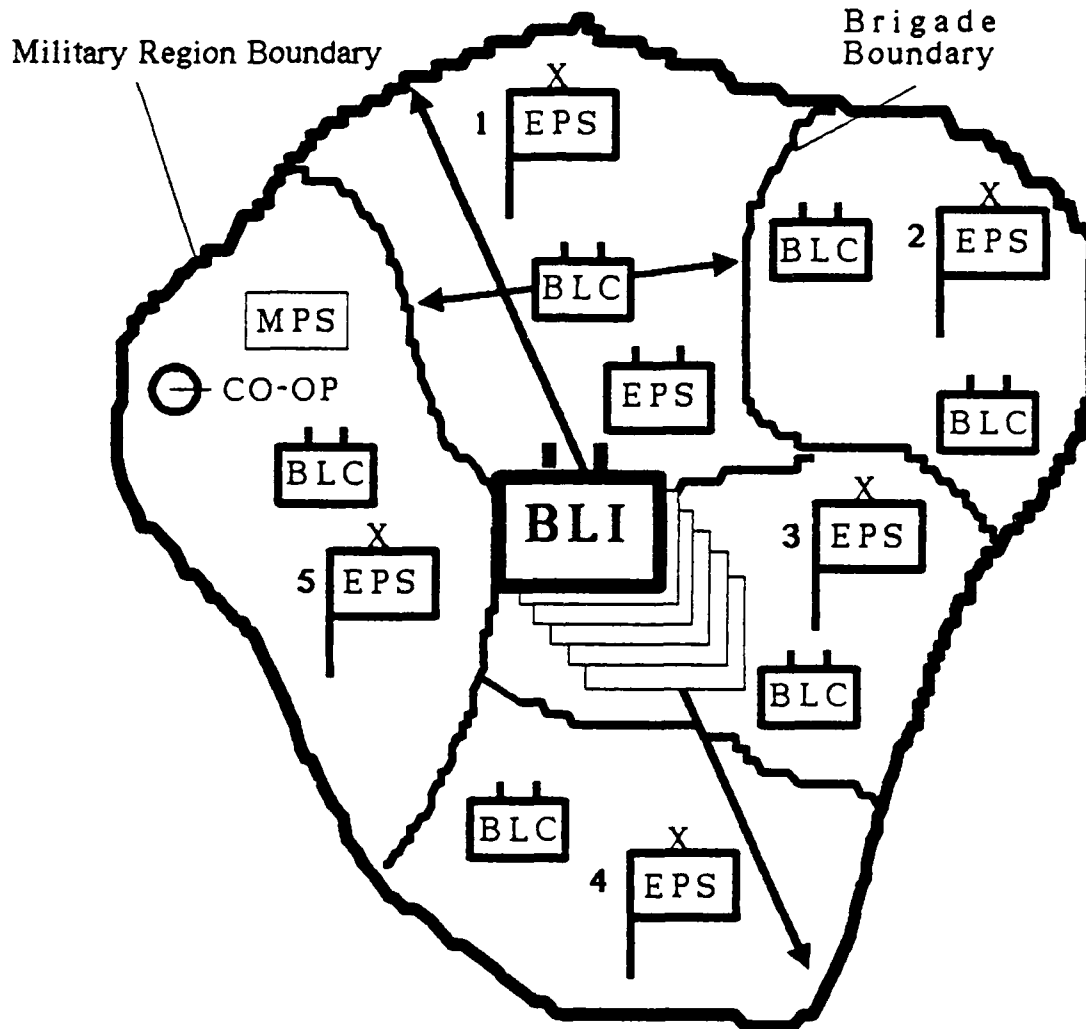 Military Region Boundary
Brigade
Boundary
X
1 EPS
X
2 EPS
BLC
BLC
MPS
EPS
CO-OP
BLC
BLC
BLI
X
3 EPS
X
5 EPS
BLC
BLC
X
4 EPS